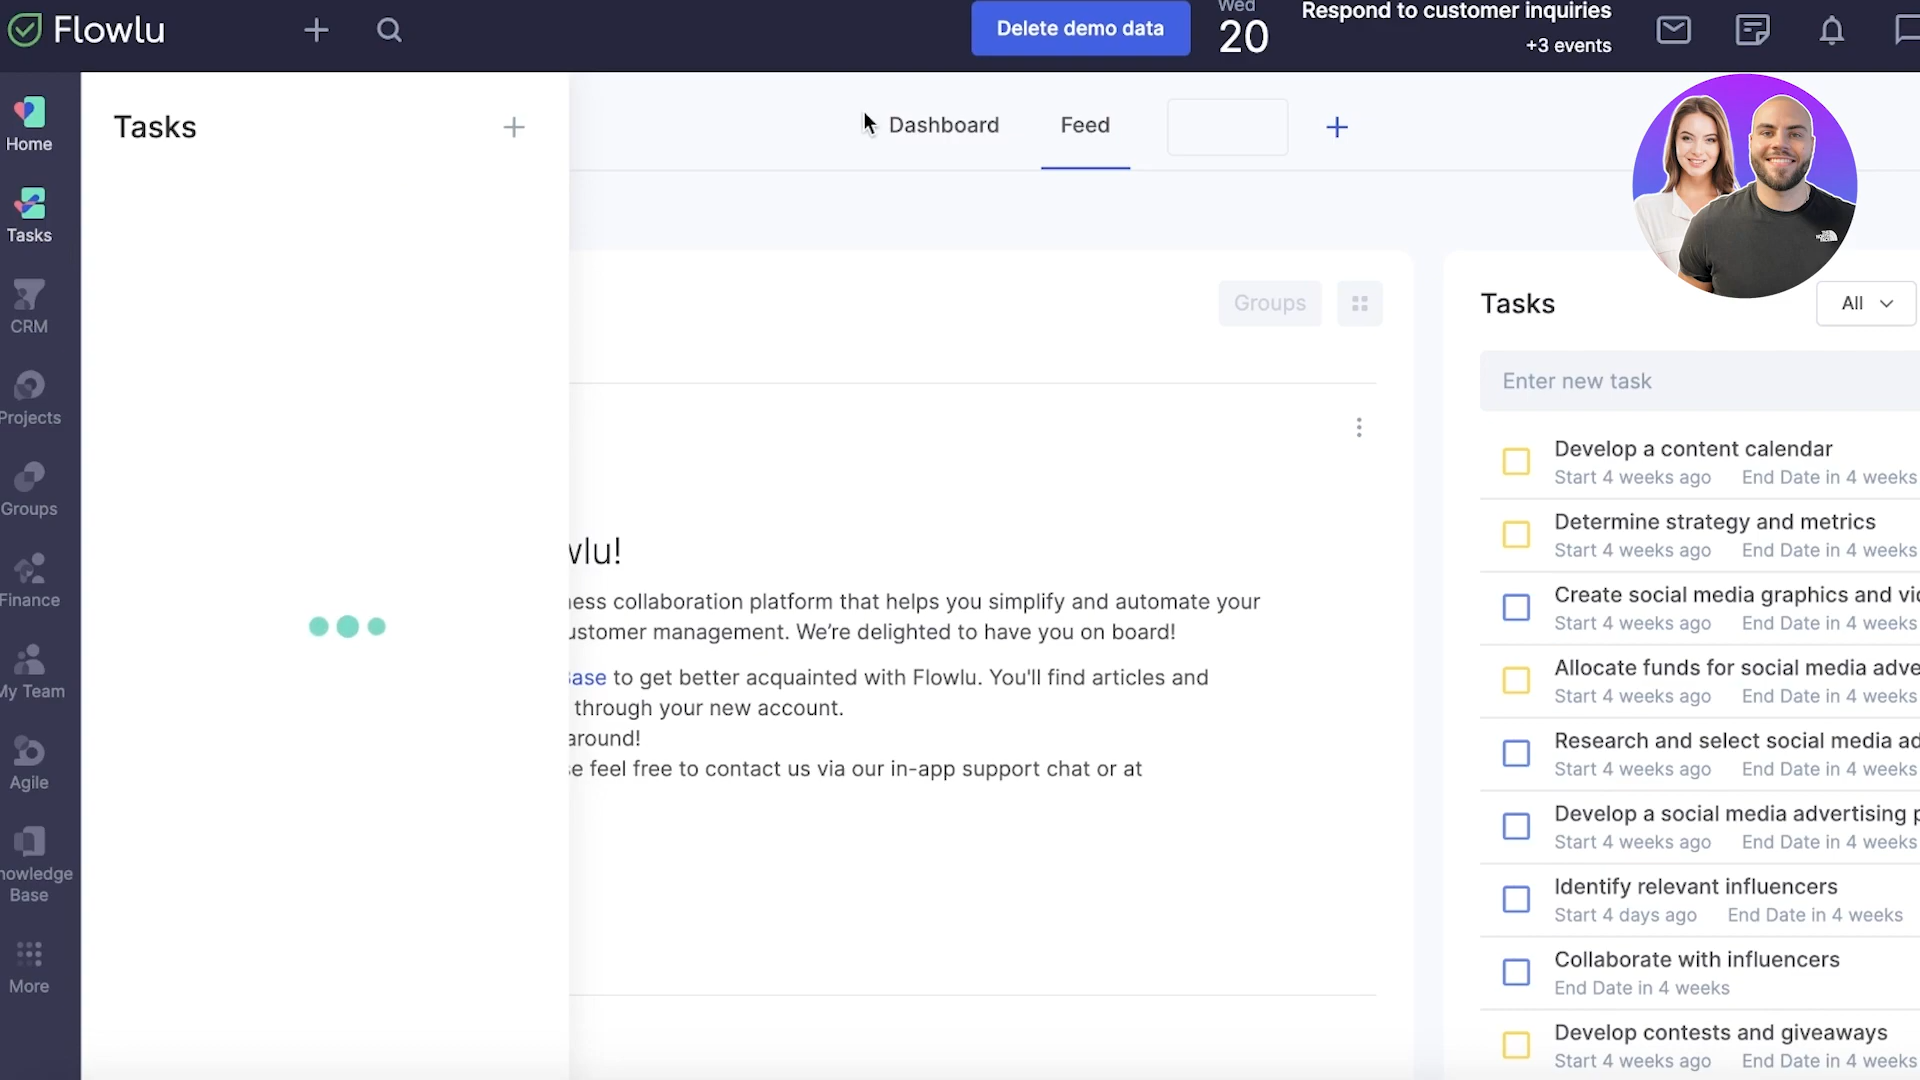 Flowlu
Delete demo data
Wed
20
Respond to customer inquiries
+3 events
Home
Tasks
CRM
Projects
Groups
Finance
My Team
Agile
nowledge
Base
More
Tasks
Dashboard
Feed
Groups
wlu!
ess collaboration platform that helps you simplify and automate your
ustomer management. We're delighted to have you on board!
ase to get better acquainted with Flowlu. You'll find articles and
through your new account.
around!
e feel free to contact us via our in-app support chat or at
Tasks
All
Enter new task
Develop a content calendar
Start 4 weeks ago End Date in 4 weeks
Determine strategy and metrics
Start 4 weeks ago End Date in 4 weeks
Create social media graphics and vi
Start 4 weeks ago End Date in 4 weeks
Allocate funds for social media adve
Start 4 weeks ago End Date in 4 weeks
Research and select social media ad
Start 4 weeks ago End Date in 4 weeks
Develop a social media advertising p
Start 4 weeks ago End Date in 4 weeks
Identify relevant influencers
Start 4 days ago End Date in 4 weeks
Collaborate with influencers
End Date in 4 weeks
Develop contests and giveaways
Start 4 weeks ago End Date in 4 weeks